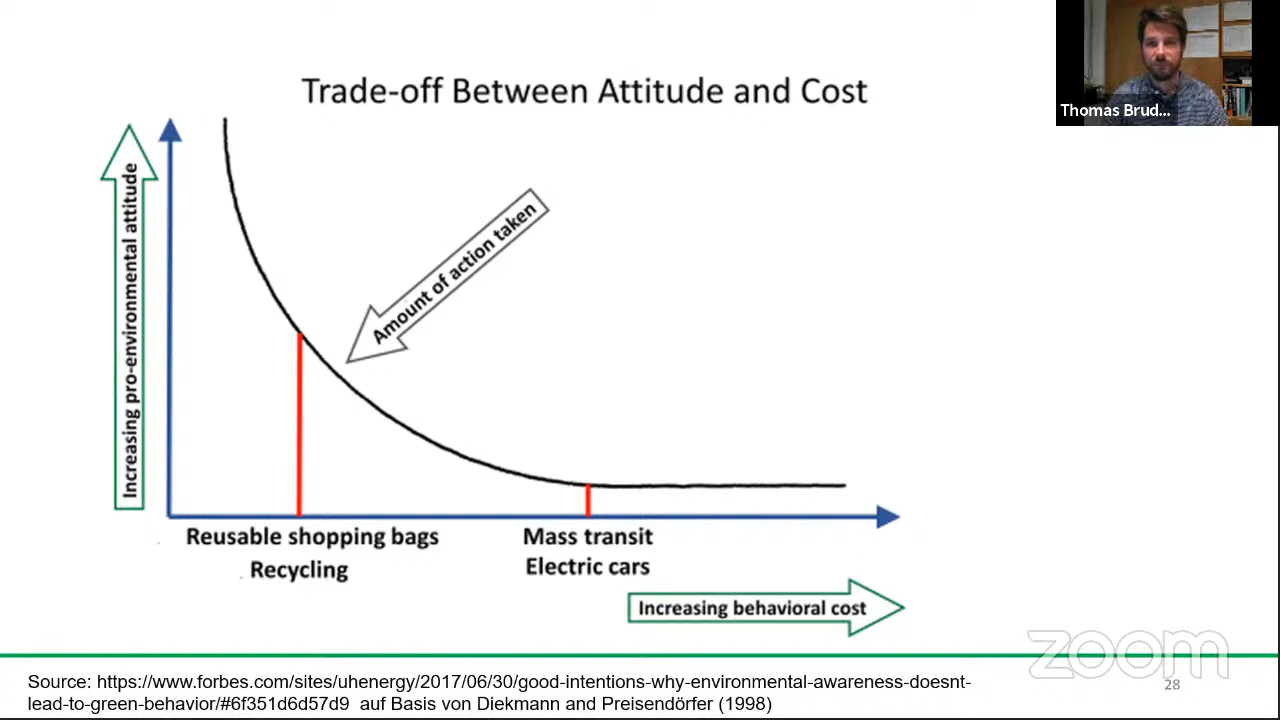 Thomas Brud...
Trade-off Between Attitude and Cost
Increasing pro-environmental attitude
Amount of action taken
Reusable shopping bags
Recycling
Mass transit
Electric cars
Increasing behavioral cost
zoom
Source: https://www.forbes.com/sites/uhenergy/2017/06/30/good-intentions-why-environmental-awareness-doesnt-
lead-to-green-behavior/#6f351d6d57d9 auf Basis von Diekmann and Preisendörfer (1998)
28